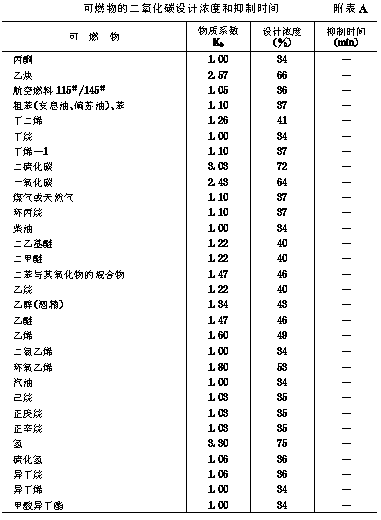 可燃物的二氧化碳设计浓度和抑制时间 附表A
可燃物 物质系数 Kb 设计浓度 (%) 抑制时间 (min)
丙酮 1.00 34 —
乙炔 2.57 66 —
航空燃料 115#/145# 1.05 36 —
粗苯(安息油、偏苏油)、苯 1.10 37 —
丁二烯 1.26 41 —
丁烷 1.00 34 —
丁烯—1 1.10 37 —
二硫化碳 3.03 72 —
一氧化碳 2.43 64 —
煤气或天然气 1.10 37 —
环丙烷 1.10 37 —
柴油 1.00 34 —
二乙基醚 1.22 40 —
二甲醚 1.22 40 —
二苯与其氧化物的混合物 1.47 46 —
乙烷 1.22 40 —
乙醇(酒精) 1.34 43 —
乙醚 1.47 46 —
乙烯 1.60 49 —
二氯乙烯 1.00 34 —
环氧乙烯 1.80 53 —
汽油 1.00 34 —
己烷 1.03 35 —
正庚烷 1.03 35 —
正辛烷 1.03 35 —
氢 3.30 75 —
硫化氢 1.06 36 —
异丁烷 1.06 36 —
异丁烯 1.00 34 —
甲酸异丁酯 1.00 34 —